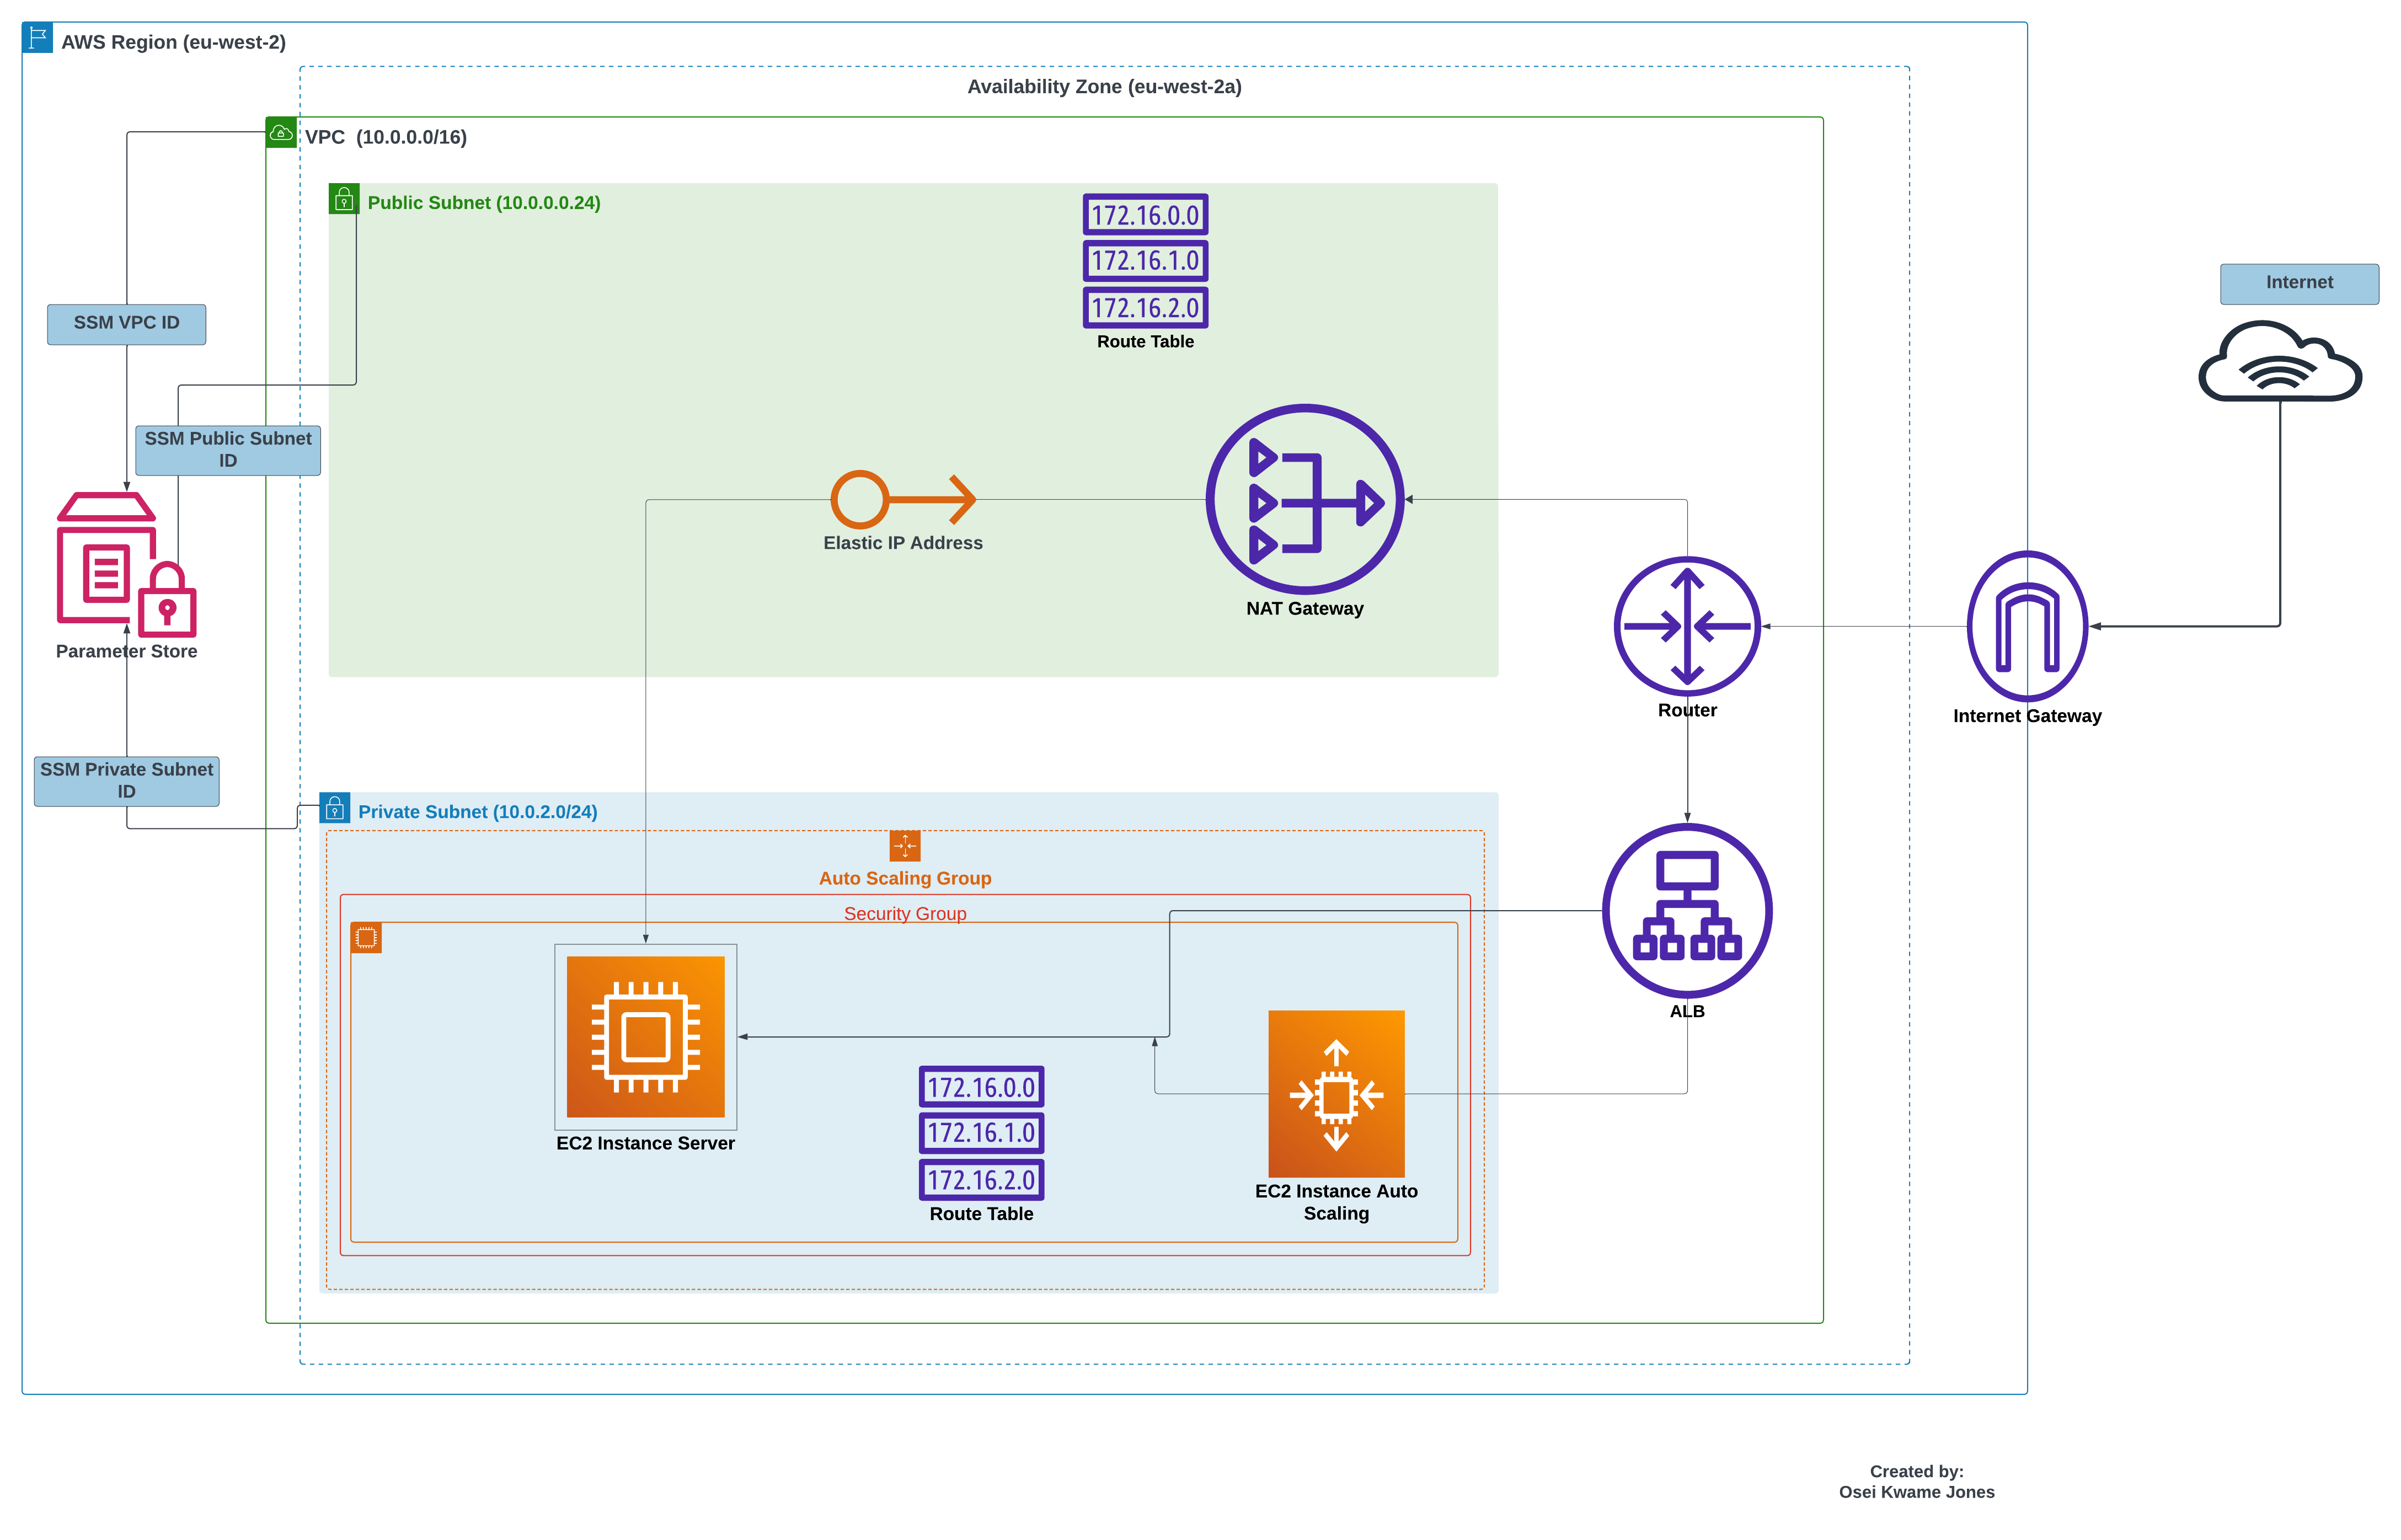 AWS Region (eu-west-2)
Availability Zone (eu-west-2a)
VPC (10.0.0.0/16)
Public Subnet (10.0.0.0.24)
172.16.0.0
172.16.1.0
172.16.2.0
Route Table
Internet
SSM VPC ID
SSM Public Subnet
ID
Elastic IP Address
NAT Gateway
Parameter Store
Router
Internet Gateway
SSM Private Subnet
ID
Private Subnet (10.0.2.0/24)
Auto Scaling Group
Security Group
ALB
EC2 Instance Server
172.16.0.0
172.16.1.0
172.16.2.0
Route Table
EC2 Instance Auto
Scaling
Created by:
Osei Kwame Jones